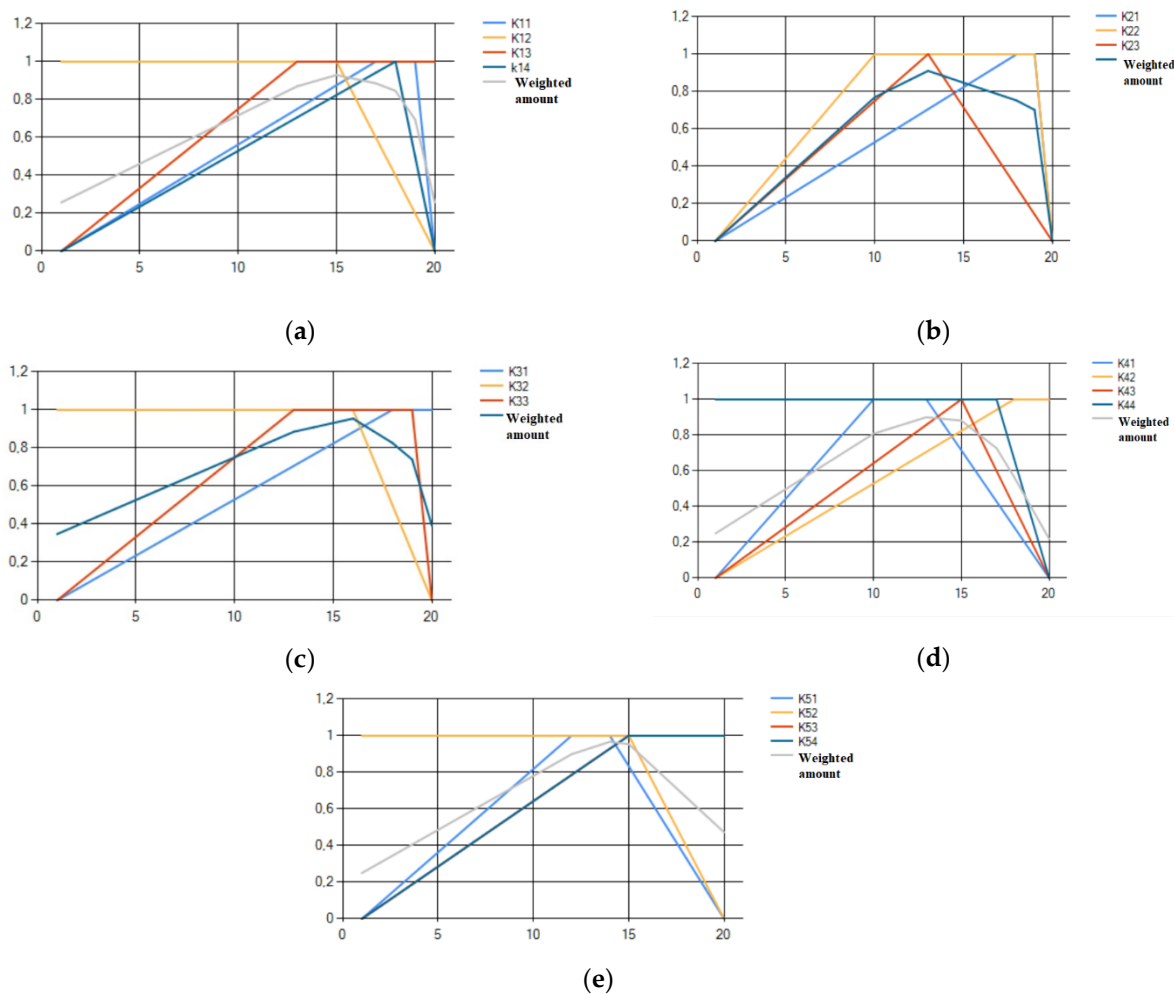 1,2
1
0,8
0,6
0,4
0,2
0
0 5 10 15 20
K11
K12
K13
k14
Weighted
amount
(a)
1,2
1
0,8
0,6
0,4
0,2
0
0 5 10 15 20
K21
K22
K23
Weighted
amount
(b)
1,2
1
0,8
0,6
0,4
0,2
0
0 5 10 15 20
K31
K32
K33
Weighted
amount
(c)
1,2
1
0,8
0,6
0,4
0,2
0
0 5 10 15 20
K41
K42
K43
K44
Weighted
amount
(d)
1,2
1
0,8
0,6
0,4
0,2
0
0 5 10 15 20
K51
K52
K53
K54
Weighted
amount
(e)